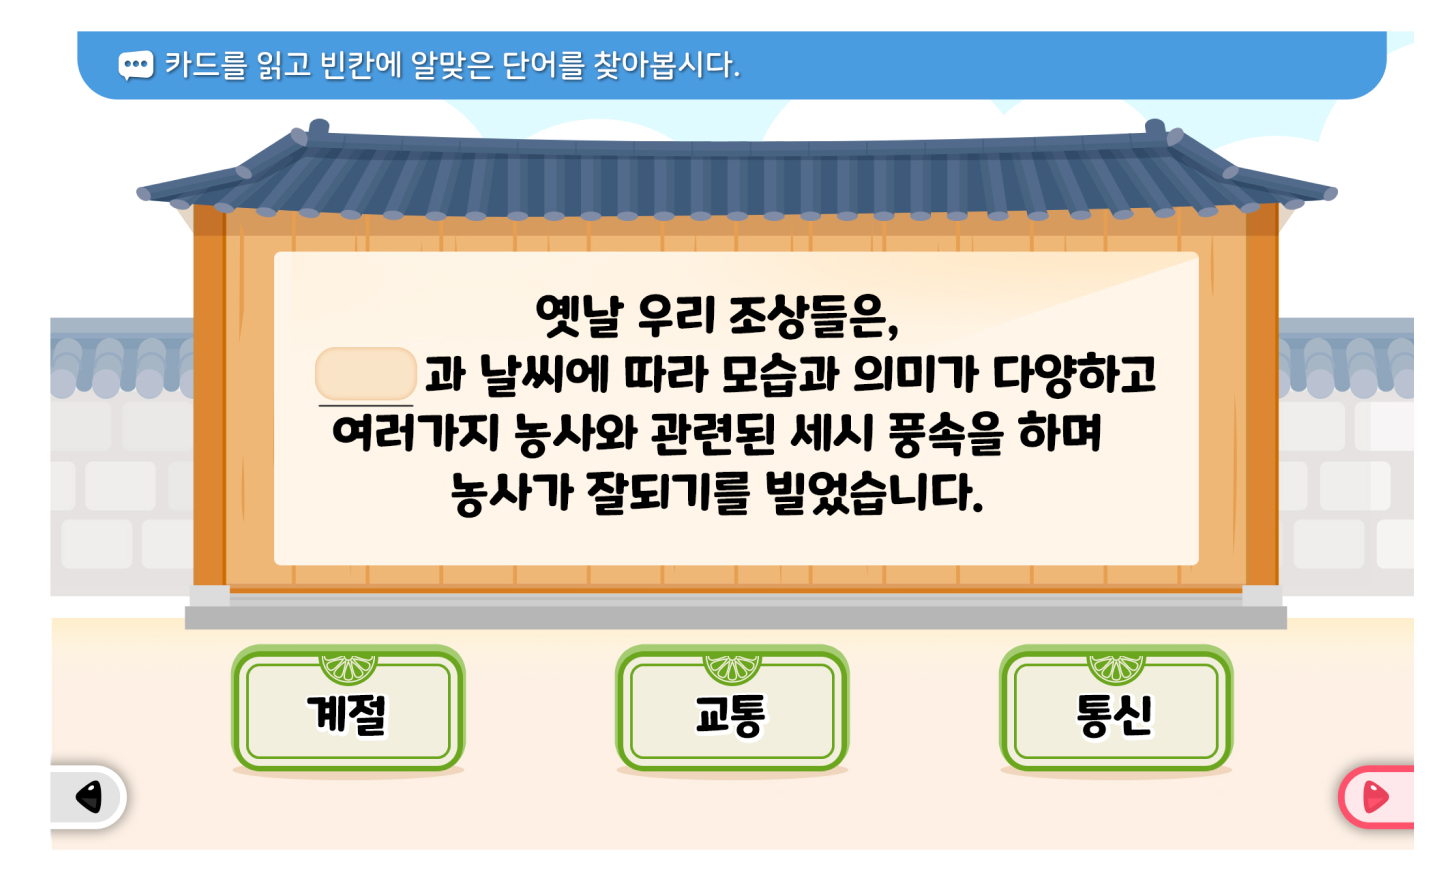 카드를 읽고 빈칸에 알맞은 단어를 찾아봅시다.
옛날 우리 조상들은,
과 날씨에 따라 모습과 의미가 다양하고
여러가지 농사와 관련된 세시 풍속을 하며
농사가 잘되기를 빌었습니다.
계절
교통
통신